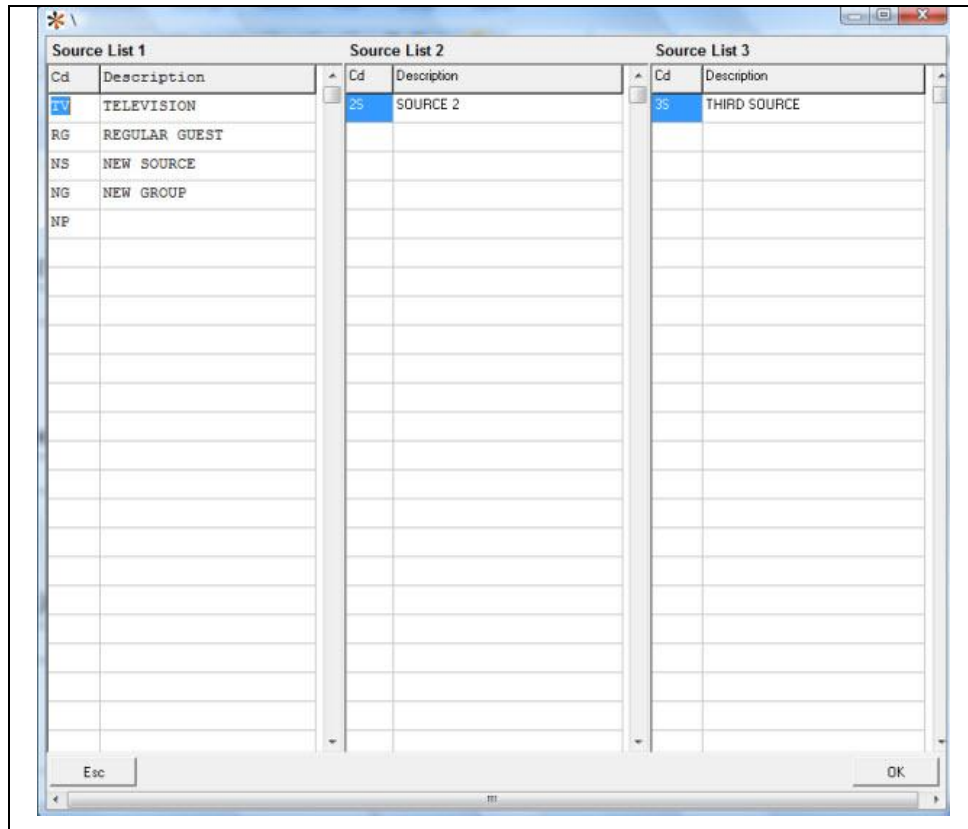 \
Source List 1 Source List 2 Source List 3
Cd Description Cd Description Cd Description
TV TELEVISION 2S SOURCE 2 3S THIRD SOURCE
RG REGULAR GUEST
NS NEW SOURCE
NG NEW GROUP
NP
Esc OK